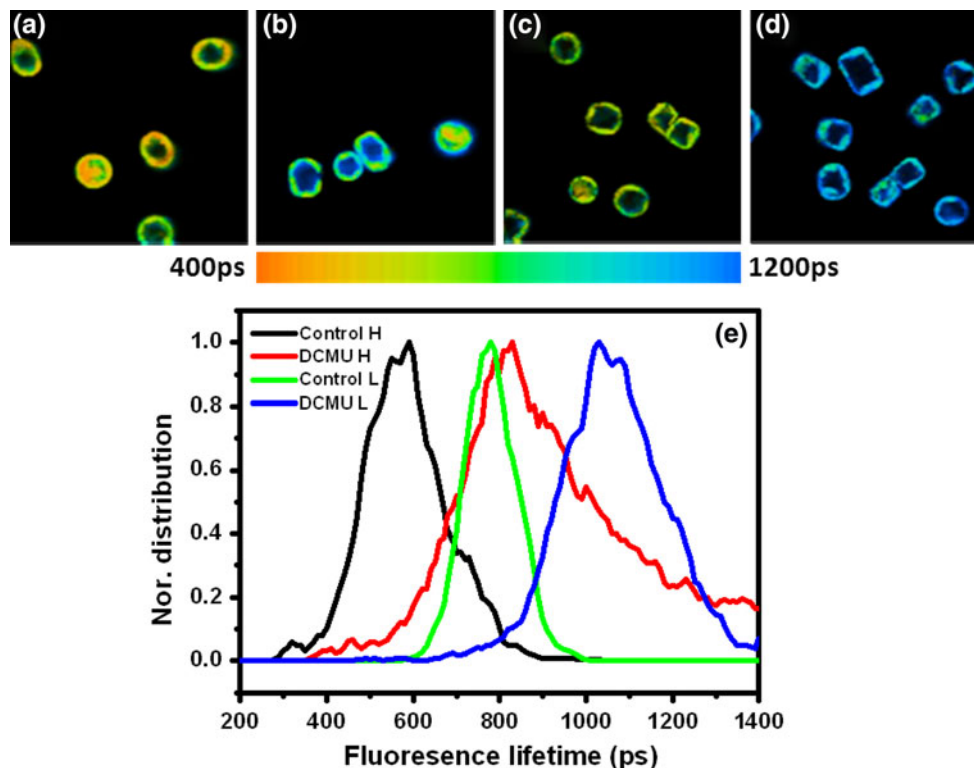 (a) (b) (c) (d)
400ps 1200ps
(e)
Control H
DCMU H
Control L
DCMU L
1.0
0.8
0.6
0.4
0.2
0.0
Nor. distribution
200 400 600 800 1000 1200 1400
Fluoresence lifetime (ps)